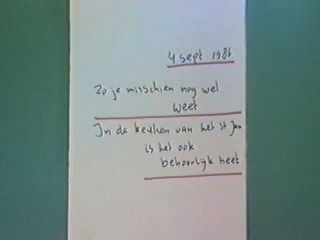 4 sept 1986
Zo je misschien nog wel
weet
In de keuken van het St Jan
is het ook
behoorlijk heet